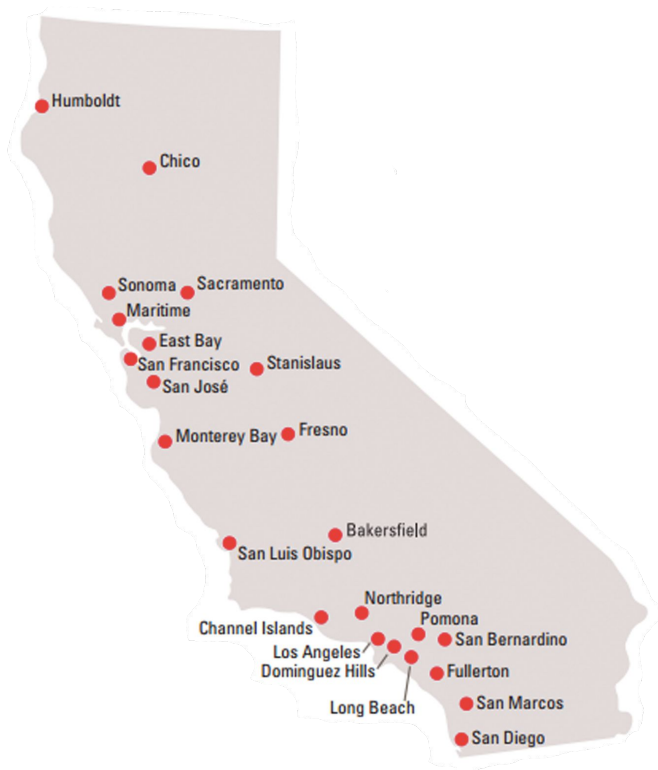 Humboldt
Chico
Sonoma
Sacramento
Maritime
East Bay
San Francisco
Stanislaus
San José
Monterey Bay
Fresno
Bakersfield
San Luis Obispo
Northridge
Channel Islands
Pomona
San Bernardino
Los Angeles
Dominguez Hills
Fullerton
Long Beach
San Marcos
San Diego